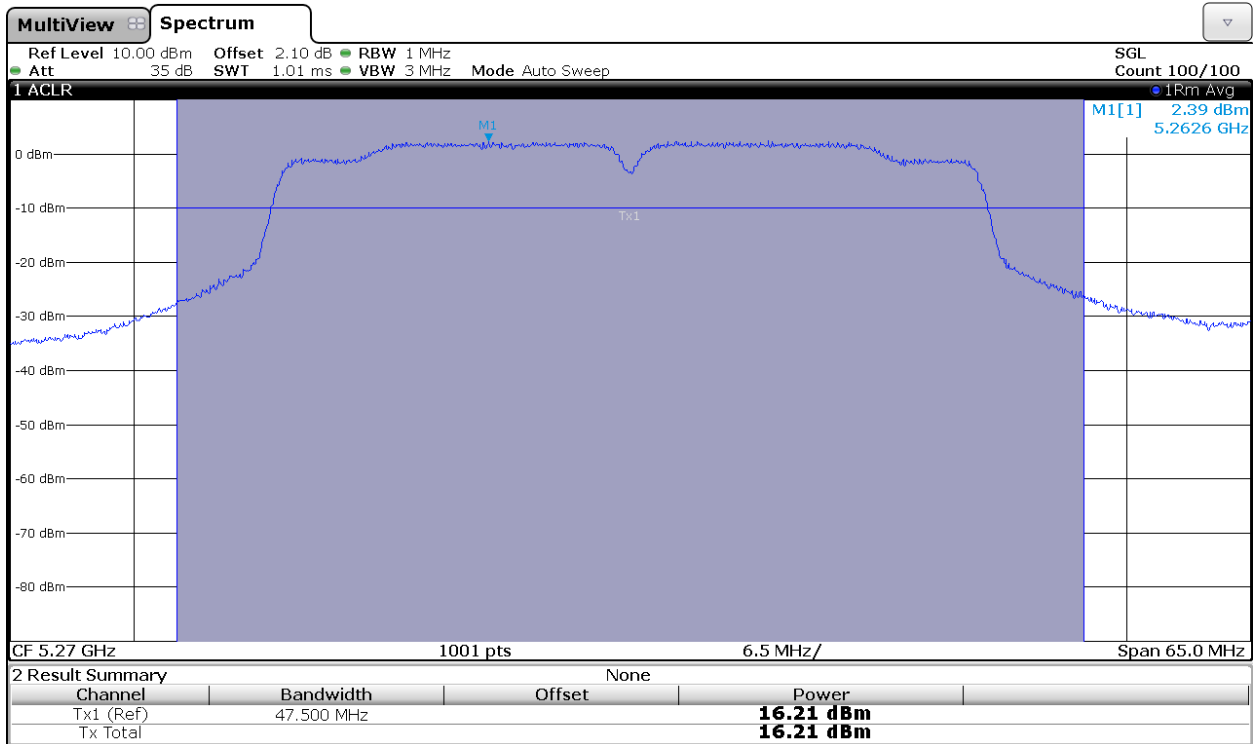 MultiView Spectrum
Ref Level 10.00 dBm Offset 2.10 dB RBW 1 MHz SGL
Att 35 dB SWT 1.01 ms VBW 3 MHz Mode Auto Sweep Count 100/100
1 ACLR 1Rm Avg
M1[1] 2.39 dBm
5.2626 GHz
M1
0 dBm
-10 dBm
Tx1
-20 dBm
-30 dBm
-40 dBm
-50 dBm
-60 dBm
-70 dBm
-80 dBm
CF 5.27 GHz 1001 pts 6.5 MHz/ Span 65.0 MHz
2 Result Summary None
Channel Bandwidth Offset Power
Tx1 (Ref) 47.500 MHz 16.21 dBm
Tx Total 16.21 dBm